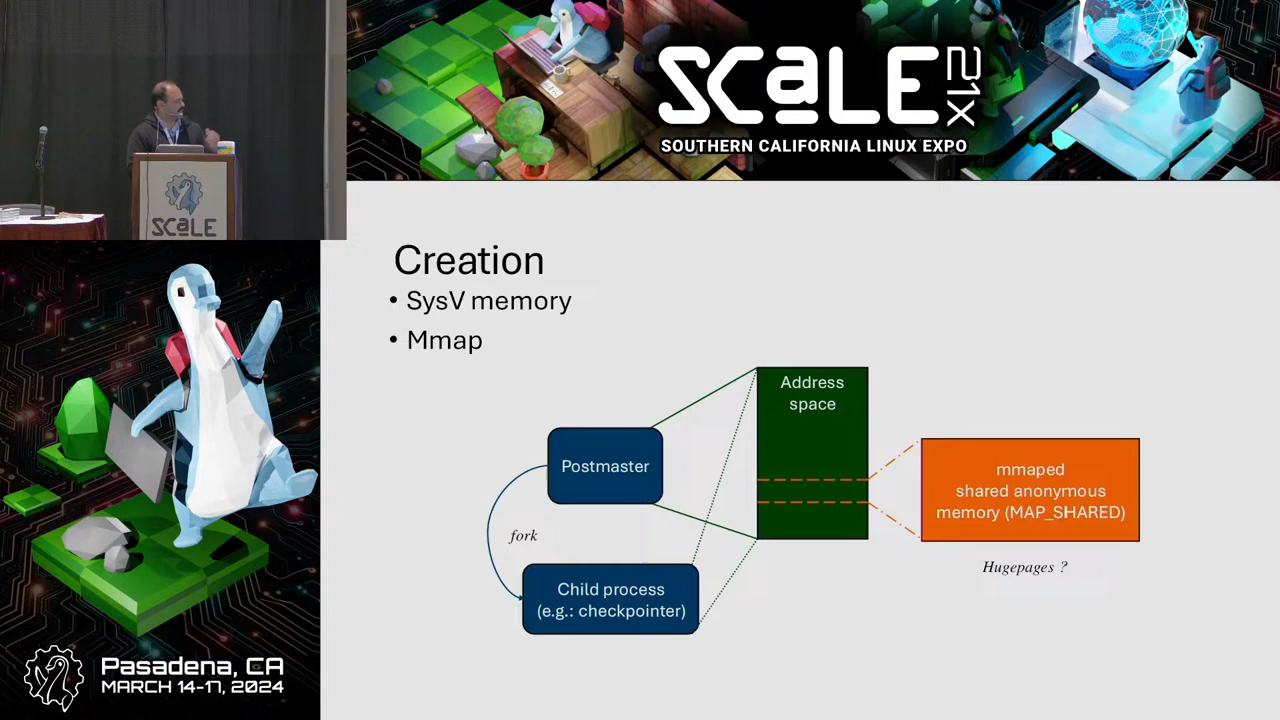 SCaLE 21x
SOUTHERN CALIFORNIA LINUX EXPO
SCaLE
Creation
• SysV memory
• Mmap
Address
space
Postmaster
mmaped
shared anonymous
memory (MAP_SHARED)
fork
Hugepages ?
Child process
(e.g.: checkpointer)
Pasadena, CA
MARCH 14-17, 2024